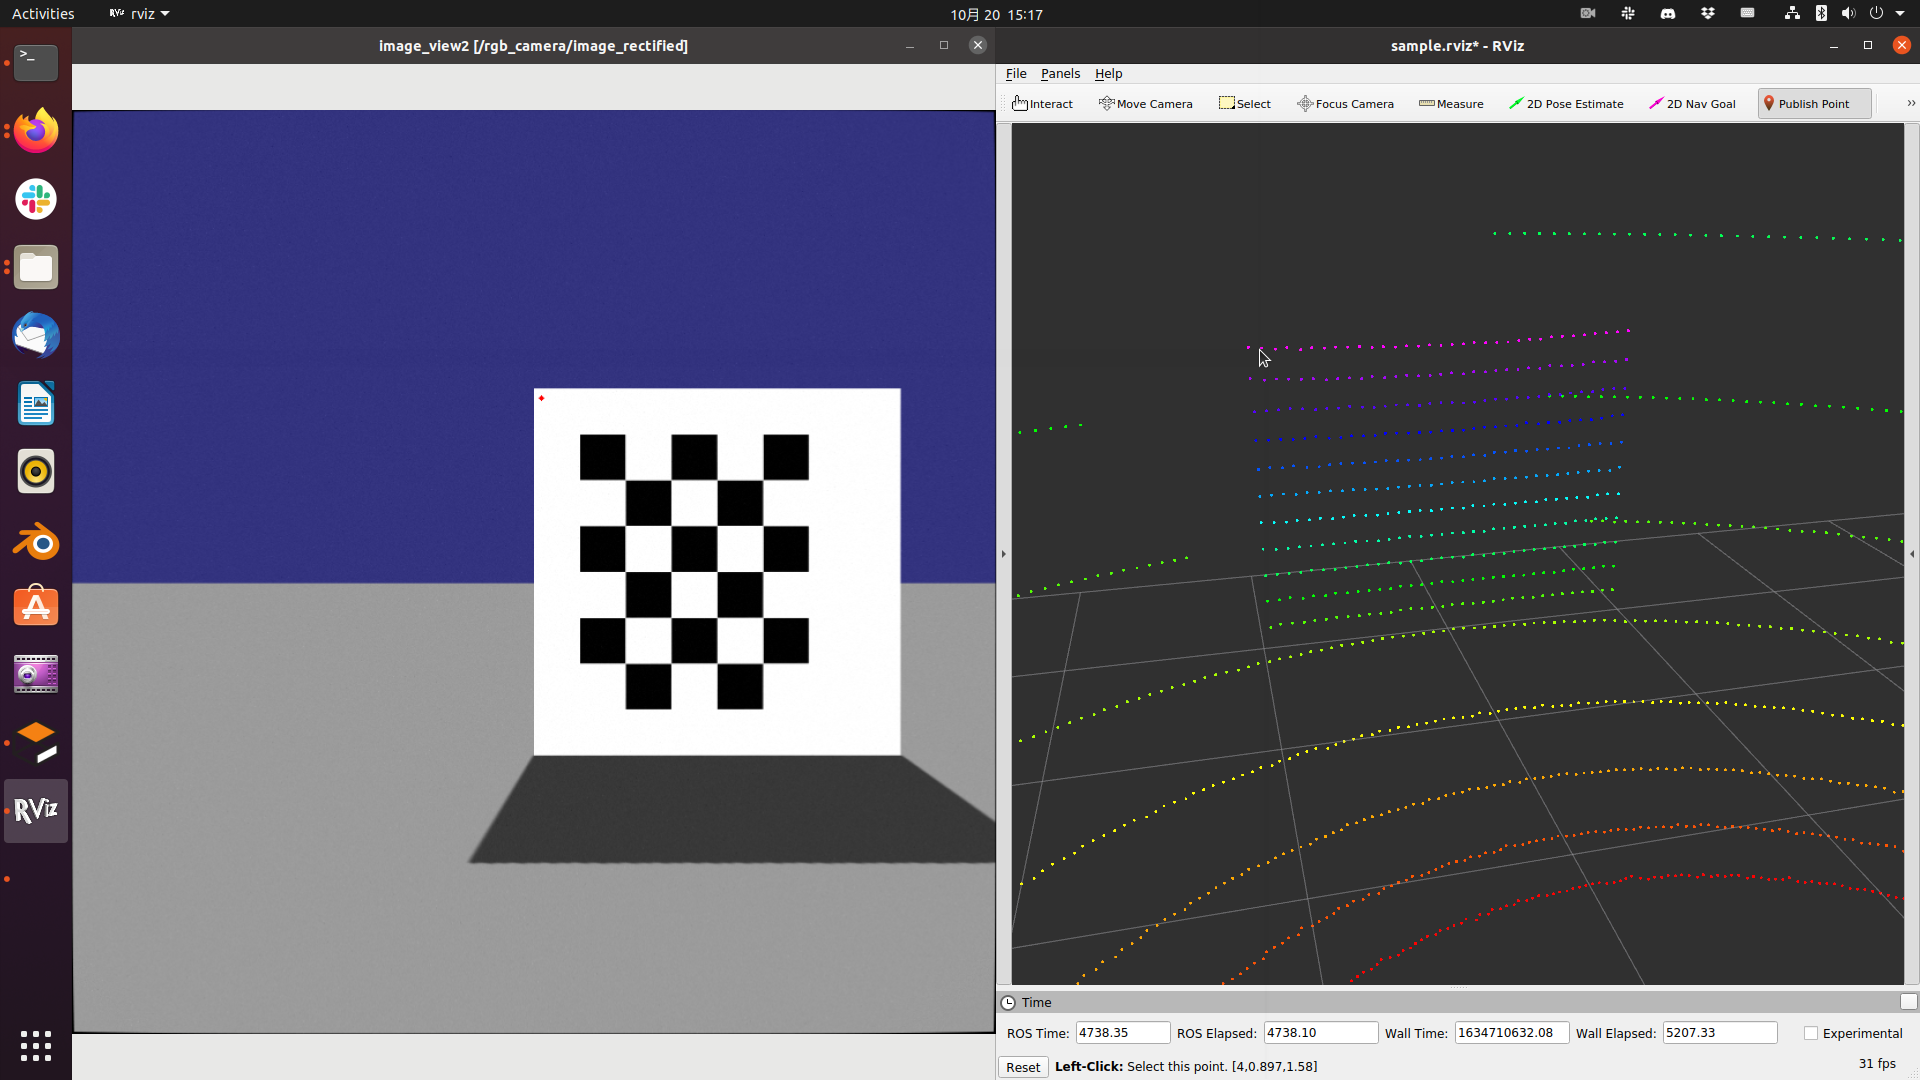 Activities
RViz rviz
10月 20 15:17
image_view2 [/rgb_camera/image_rectified]
sample.rviz* - RViz
File Panels Help
Interact Move Camera Select Focus Camera Measure 2D Pose Estimate 2D Nav Goal Publish Point »
>_
RViz
Time
ROS Time: 4738.35 ROS Elapsed: 4738.10 Wall Time: 1634710632.08 Wall Elapsed: 5207.33 Experimental
Reset Left-Click: Select this point. [4,0.897,1.58] 31 fps